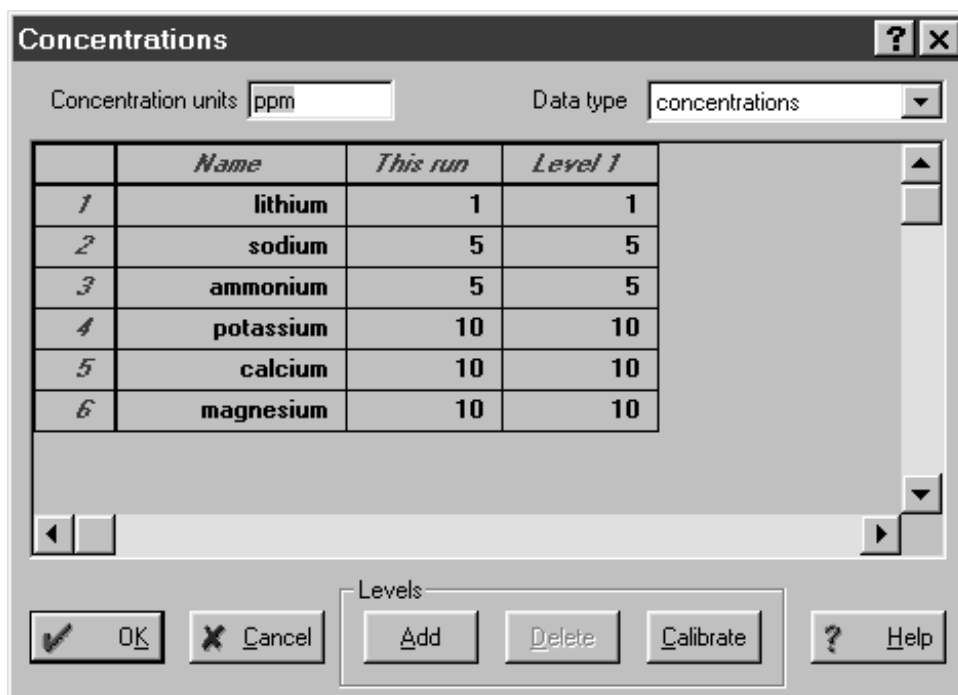 Concentrations
Concentration units ppm Data type concentrations
Name This run Level 1
1 lithium 1 1
2 sodium 5 5
3 ammonium 5 5
4 potassium 10 10
5 calcium 10 10
6 magnesium 10 10
Levels
OK Cancel Add Delete Calibrate ? Help